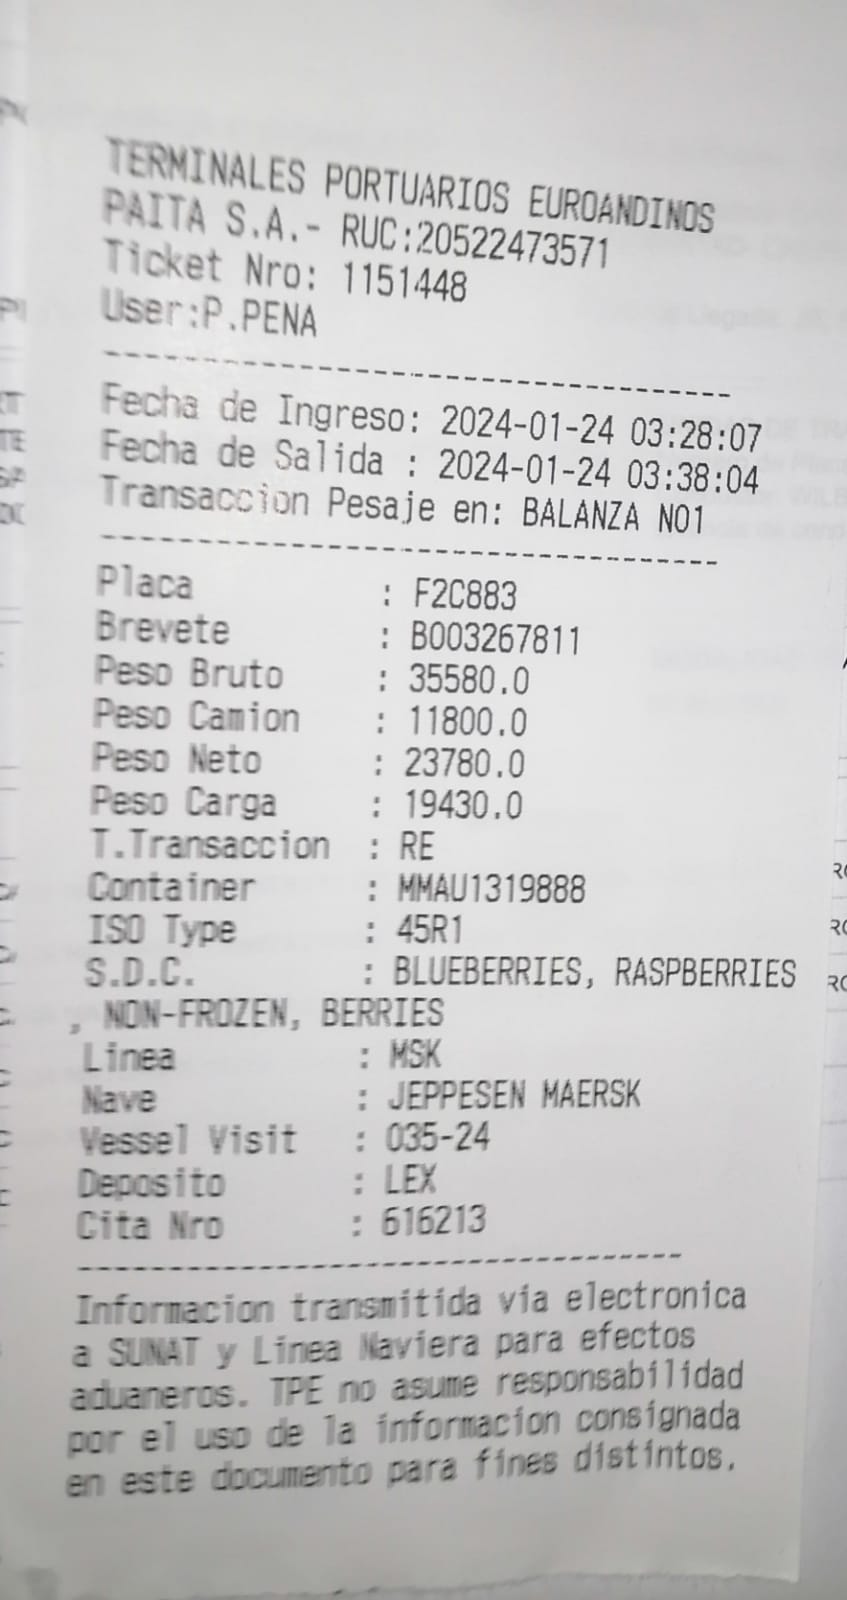 TERMINALES PORTUARIOS EUROANDINOS
PAITA S.A.- RUC:20522473571
Ticket Nro: 1151448
User:P.PENA
------------------------------------
Fecha de Ingreso: 2024-01-24 03:28:07
Fecha de Salida : 2024-01-24 03:38:04
Transaccion Pesaje en: BALANZA N01
------------------------------------
Placa : F2C883
Brevete : B003267811
Peso Bruto : 35580.0
Peso Camion : 11800.0
Peso Neto : 23780.0
Peso Carga : 19430.0
T.Transaccion : RE
Container : MMAU1319888
ISO Type : 45R1
S.D.C. : BLUEBERRIES, RASPBERRIES
, NON-FROZEN, BERRIES
Linea : MSK
Nave : JEPPESEN MAERSK
Vessel Visit : 035-24
Deposito : LEX
Cita Nro : 616213
------------------------------------
Informacion transmitida via electronica
a SUNAT y Linea Naviera para efectos
aduaneros. TPE no asume responsabilidad
por el uso de la informacion consignada
en este documento para fines distintos.